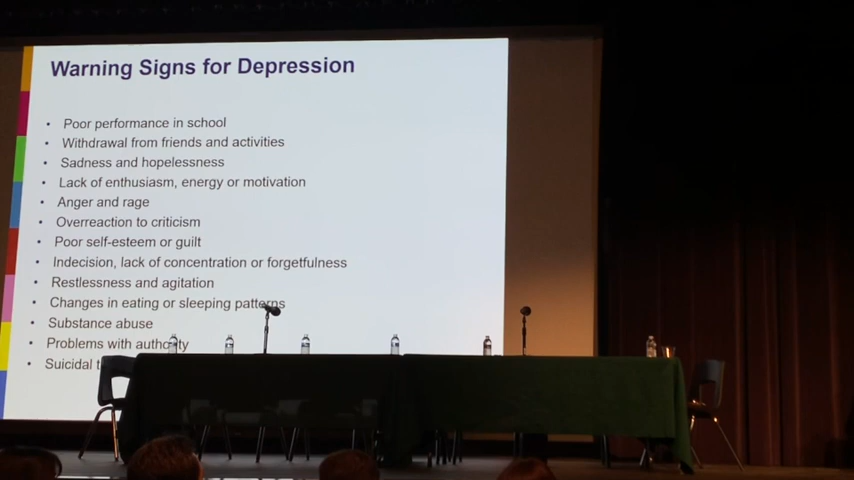 Warning Signs for Depression
• Poor performance in school
• Withdrawal from friends and activities
• Sadness and hopelessness
• Lack of enthusiasm, energy or motivation
• Anger and rage
• Overreaction to criticism
• Poor self-esteem or guilt
• Indecision, lack of concentration or forgetfulness
• Restlessness and agitation
• Changes in eating or sleeping patterns
• Substance abuse
• Problems with authority
• Suicidal